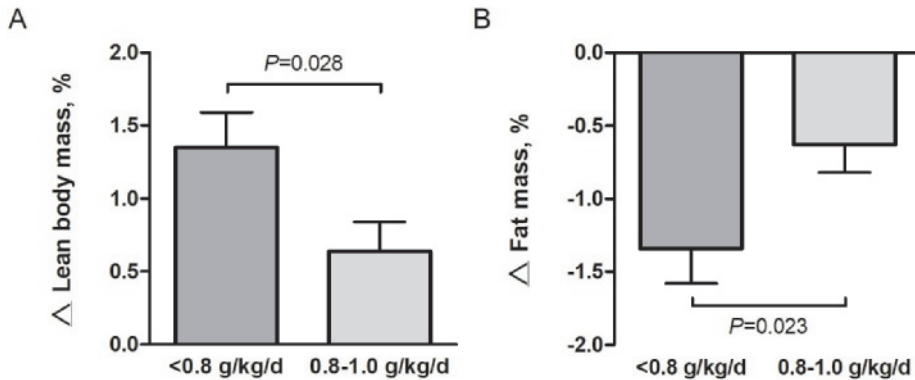 A
△ Lean body mass, %
2.0
1.5
1.0
0.5
0.0
P=0.028
<0.8 g/kg/d
0.8-1.0 g/kg/d
B
△ Fat mass, %
0.0
-0.5
-1.0
-1.5
-2.0
P=0.023
<0.8 g/kg/d
0.8-1.0 g/kg/d